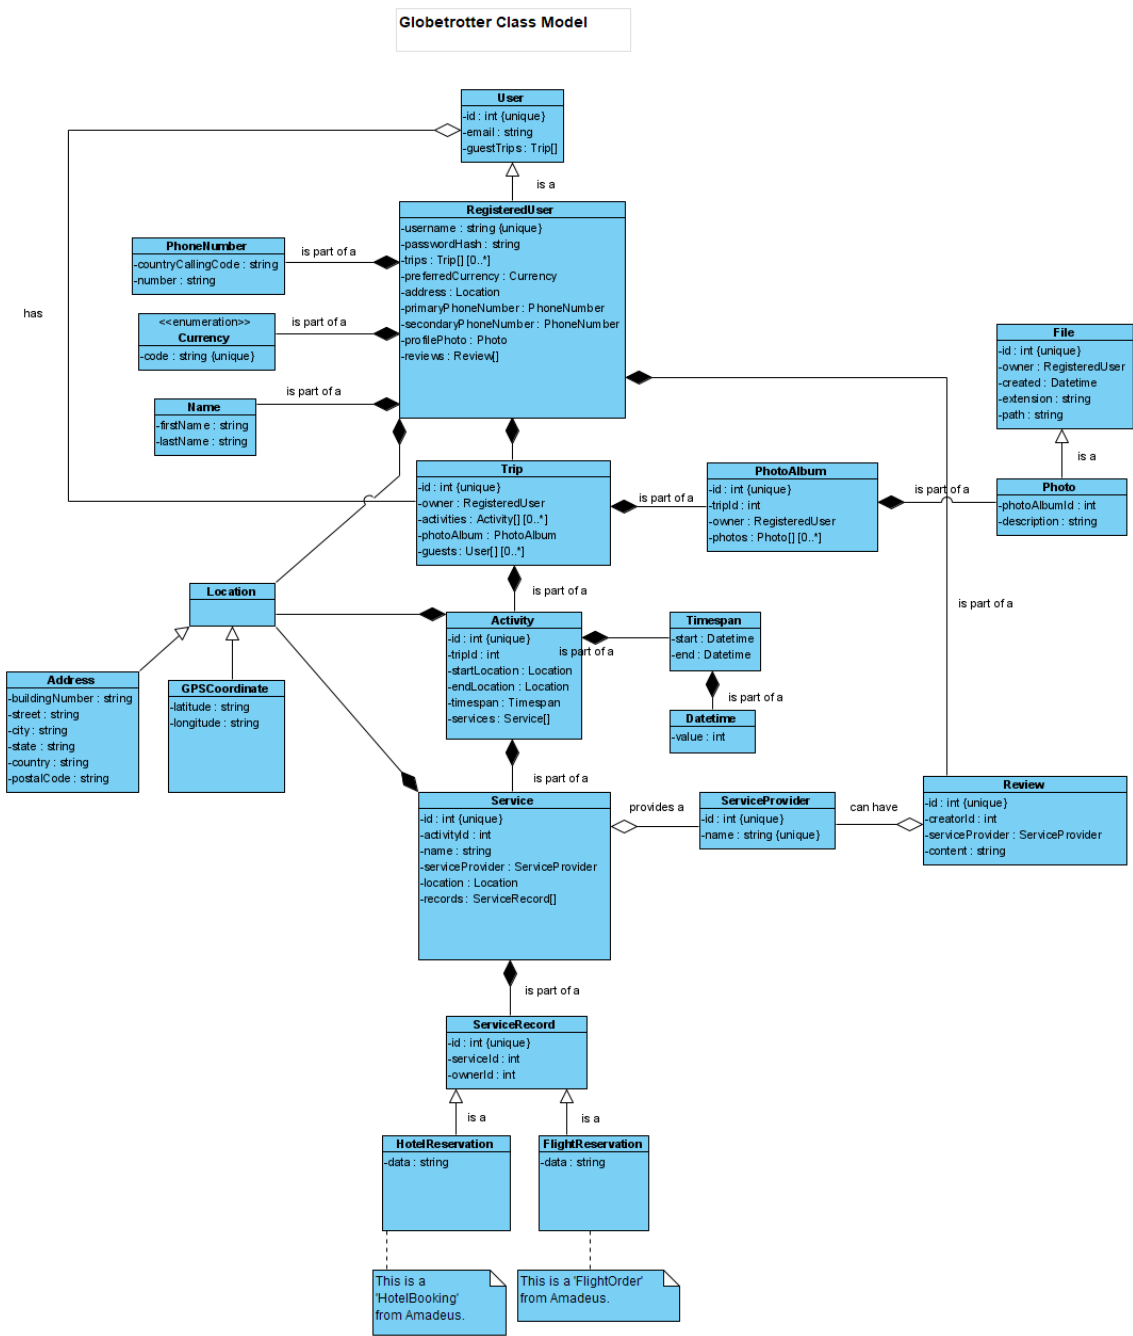 Globetrotter Class Model
User
-id : int {unique}
-email : string
-guestTrips : Trip[]
is a
RegisteredUser
-username : string {unique}
-passwordHash : string
-trips : Trip[] [0..*]
-preferredCurrency : Currency
-address : Location
-primaryPhoneNumber : PhoneNumber
-secondaryPhoneNumber : PhoneNumber
-profilePhoto : Photo
-reviews : Review[]
PhoneNumber
-countryCallingCode : string
-number : string
is part of a
<<enumeration>>
Currency
-code : string {unique}
is part of a
Name
-firstName : string
-lastName : string
is part of a
has
File
-id : int {unique}
-owner : RegisteredUser
-created : Datetime
-extension : string
-path : string
is a
Trip
-id : int {unique}
-owner : RegisteredUser
-activities : Activity[] [0..*]
-photoAlbum : PhotoAlbum
-guests : User[] [0..*]
is part of a
PhotoAlbum
-id : int {unique}
-tripId : int
-owner : RegisteredUser
-photos : Photo[] [0..*]
is part of a
Photo
-photoAlbumId : int
-description : string
is part of a
Location
Activity
-id : int {unique}
-tripId : int
-startLocation : Location
-endLocation : Location
-timespan : Timespan
-services : Service[]
is part of a
Timespan
-start : Datetime
-end : Datetime
is part of a
Datetime
-value : int
is part of a
Address
-buildingNumber : string
-street : string
-city : string
-state : string
-country : string
-postalCode : string
GPSCoordinate
-latitude : string
-longitude : string
is part of a
Service
-id : int {unique}
-activityId : int
-name : string
-serviceProvider : ServiceProvider
-location : Location
-records : ServiceRecord[]
provides a
ServiceProvider
-id : int {unique}
-name : string {unique}
can have
Review
-id : int {unique}
-creatorId : int
-serviceProvider : ServiceProvider
-content : string
is part of a
ServiceRecord
-id : int {unique}
-serviceId : int
-ownerId : int
is a
is a
HotelReservation
-data : string
FlightReservation
-data : string
This is a
'HotelBooking'
from Amadeus.
This is a 'FlightOrder'
from Amadeus.